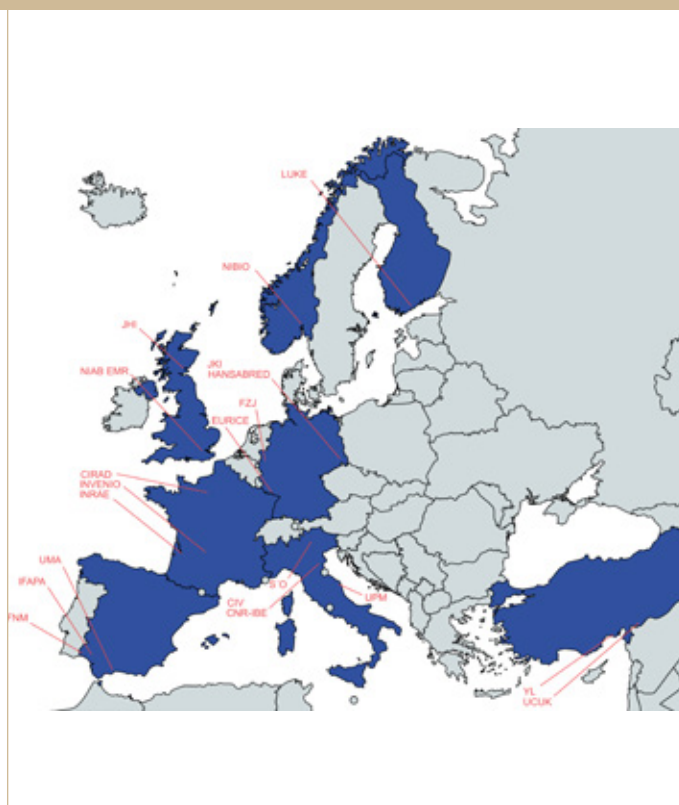 LUKE
NIBIO
JHI
NIAB EMR
JKI
HANSABRED
FZJ
EURICE
CIRAD
INVENIO
INRAE
UMA
IFAPA
FNM
S´O
CIV
CNR-IBE
UPM
YL
UCUK